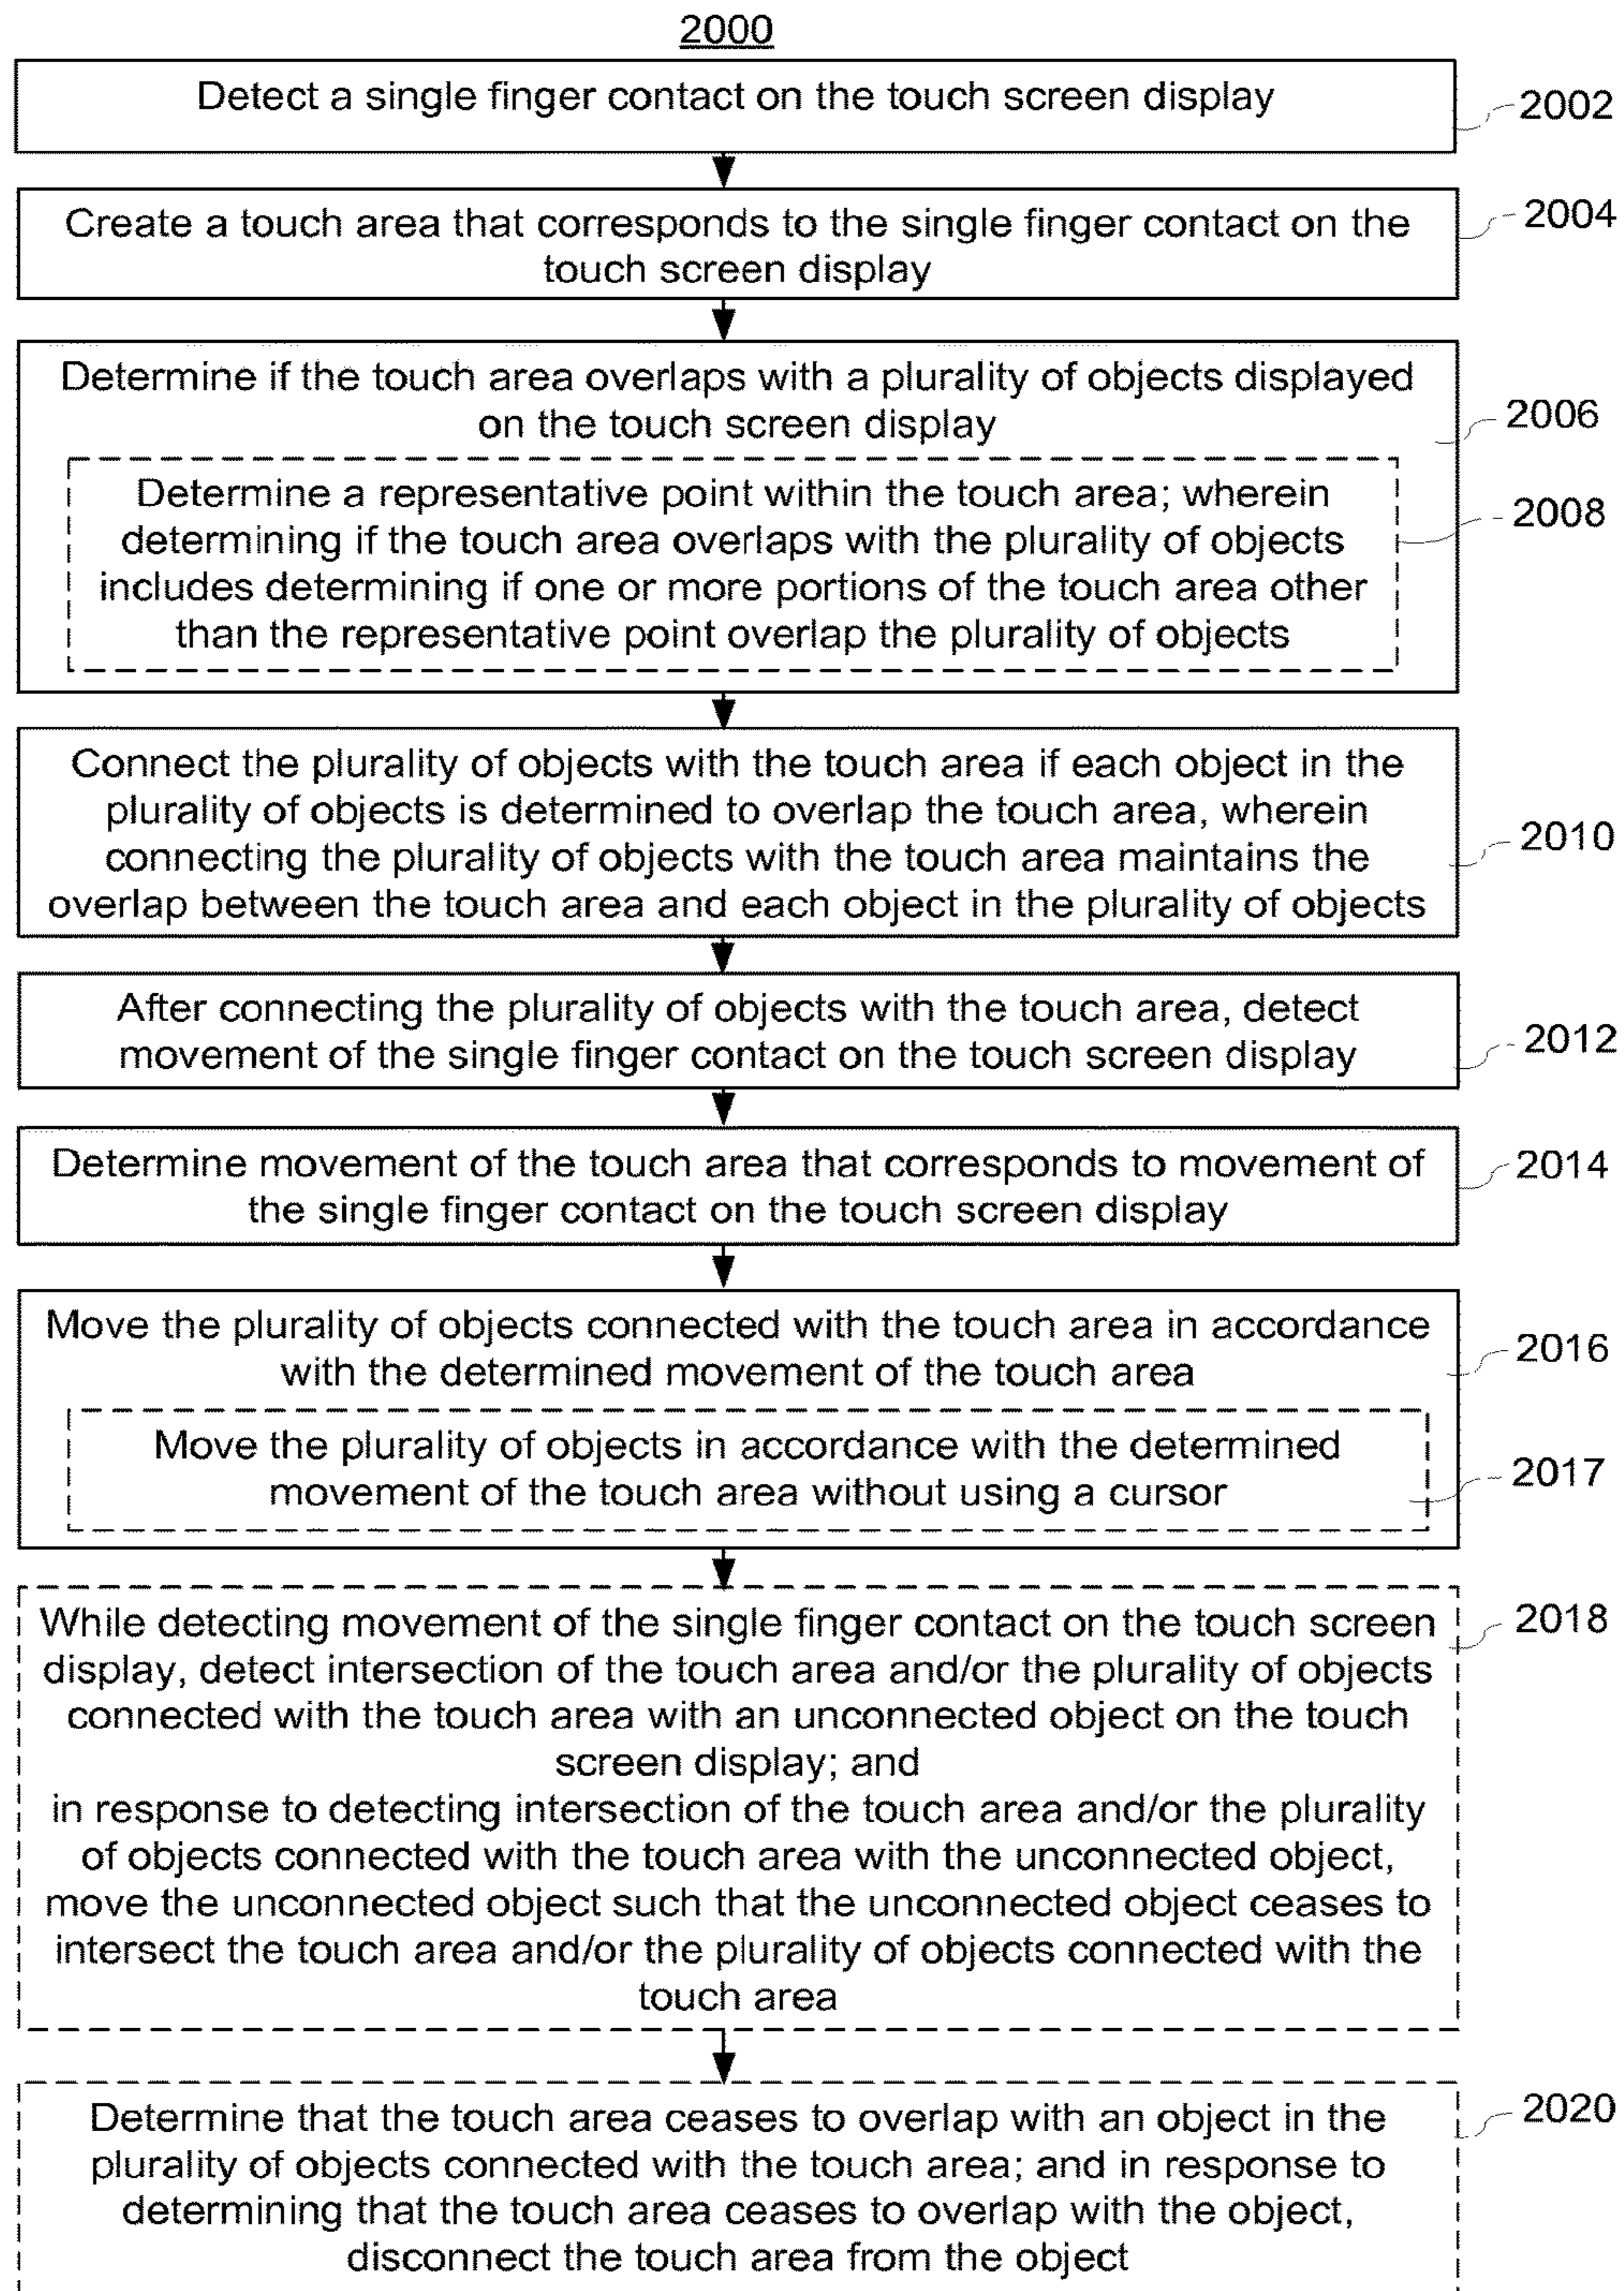 2000
Detect a single finger contact on the touch screen display
2002
Create a touch area that corresponds to the single finger contact on the
touch screen display
2004
Determine if the touch area overlaps with a plurality of objects displayed
on the touch screen display
2006
Determine a representative point within the touch area; wherein
determining if the touch area overlaps with the plurality of objects
includes determining if one or more portions of the touch area other
than the representative point overlap the plurality of objects
2008
Connect the plurality of objects with the touch area if each object in the
plurality of objects is determined to overlap the touch area, wherein
connecting the plurality of objects with the touch area maintains the
overlap between the touch area and each object in the plurality of objects
2010
After connecting the plurality of objects with the touch area, detect
movement of the single finger contact on the touch screen display
2012
Determine movement of the touch area that corresponds to movement of
the single finger contact on the touch screen display
2014
Move the plurality of objects connected with the touch area in accordance
with the determined movement of the touch area
2016
Move the plurality of objects in accordance with the determined
movement of the touch area without using a cursor
2017
While detecting movement of the single finger contact on the touch screen
display, detect intersection of the touch area and/or the plurality of objects
connected with the touch area with an unconnected object on the touch
screen display; and
in response to detecting intersection of the touch area and/or the plurality
of objects connected with the touch area with the unconnected object,
move the unconnected object such that the unconnected object ceases to
intersect the touch area and/or the plurality of objects connected with the
touch area
2018
Determine that the touch area ceases to overlap with an object in the
plurality of objects connected with the touch area; and in response to
determining that the touch area ceases to overlap with the object,
disconnect the touch area from the object
2020